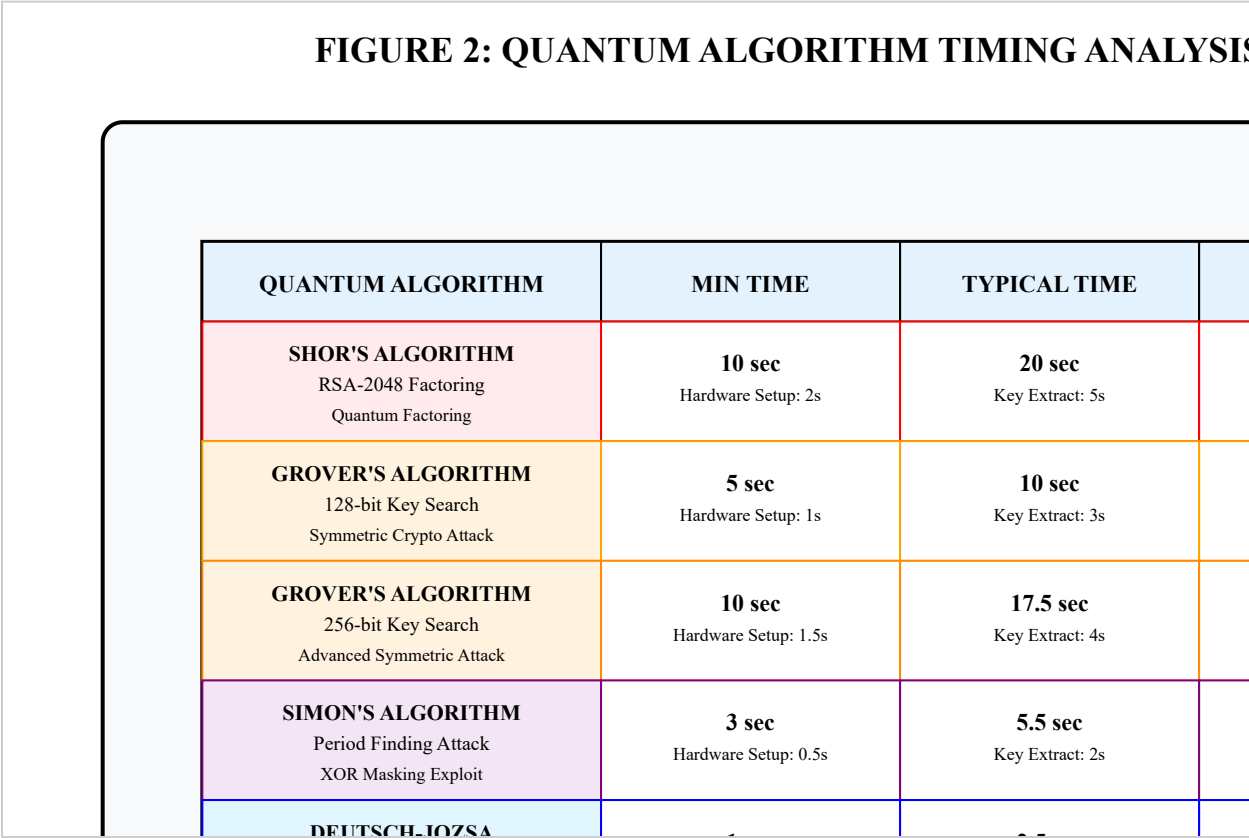 FIGURE 2: QUANTUM ALGORITHM TIMING ANALYSIS
QUANTUM ALGORITHM
MIN TIME
TYPICAL TIME
SHOR'S ALGORITHM
RSA-2048 Factoring
Quantum Factoring
10 sec
Hardware Setup: 2s
20 sec
Key Extract: 5s
GROVER'S ALGORITHM
128-bit Key Search
Symmetric Crypto Attack
5 sec
Hardware Setup: 1s
10 sec
Key Extract: 3s
GROVER'S ALGORITHM
256-bit Key Search
Advanced Symmetric Attack
10 sec
Hardware Setup: 1.5s
17.5 sec
Key Extract: 4s
SIMON'S ALGORITHM
Period Finding Attack
XOR Masking Exploit
3 sec
Hardware Setup: 0.5s
5.5 sec
Key Extract: 2s
DEUTSCH-JOZSA